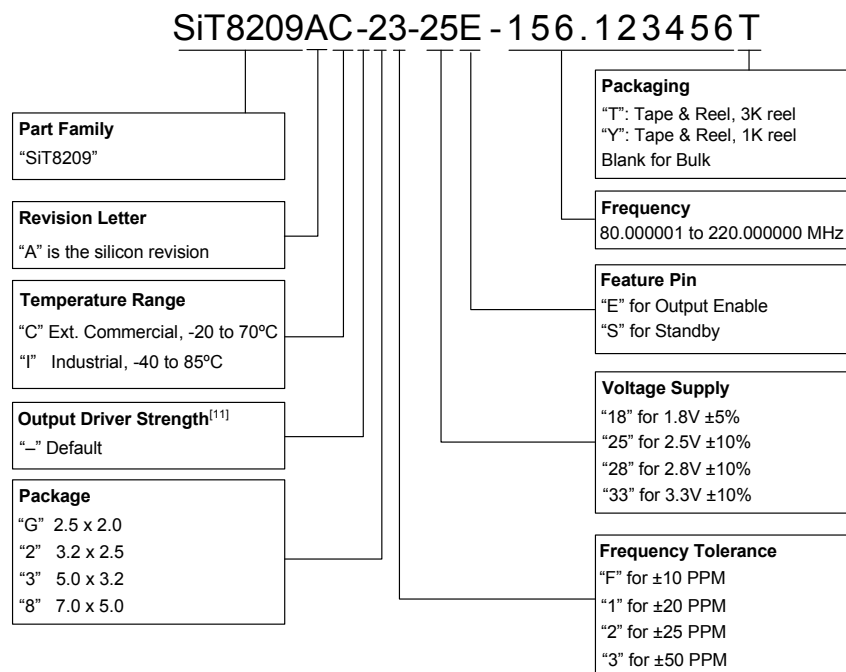 SiT8209AC-23-25E-156.123456T
Part Family
“SiT8209”
Revision Letter
“A” is the silicon revision
Temperature Range
“C” Ext. Commercial, -20 to 70ºC
“I” Industrial, -40 to 85ºC
Output Driver Strength[11]
“–” Default
Package
“G” 2.5 x 2.0
“2” 3.2 x 2.5
“3” 5.0 x 3.2
“8” 7.0 x 5.0
Packaging
“T”: Tape & Reel, 3K reel
“Y”: Tape & Reel, 1K reel
Blank for Bulk
Frequency
80.000001 to 220.000000 MHz
Feature Pin
“E” for Output Enable
“S” for Standby
Voltage Supply
“18” for 1.8V ±5%
“25” for 2.5V ±10%
“28” for 2.8V ±10%
“33” for 3.3V ±10%
Frequency Tolerance
“F” for ±10 PPM
“1” for ±20 PPM
“2” for ±25 PPM
“3” for ±50 PPM